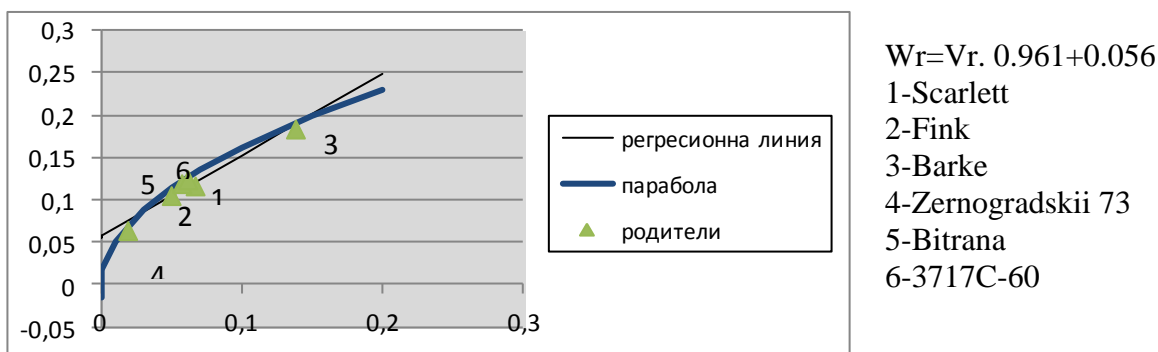 0,3
0,25
0,2
0,15
0,1
0,05
0
-0,05
0
0,1
0,2
0,3
5
6
1
2
3
4
регресионна линия
парабола
родители
Wr=Vr. 0.961+0.056
1-Scarlett
2-Fink
3-Barke
4-Zernogradskii 73
5-Bitrana
6-3717C-60